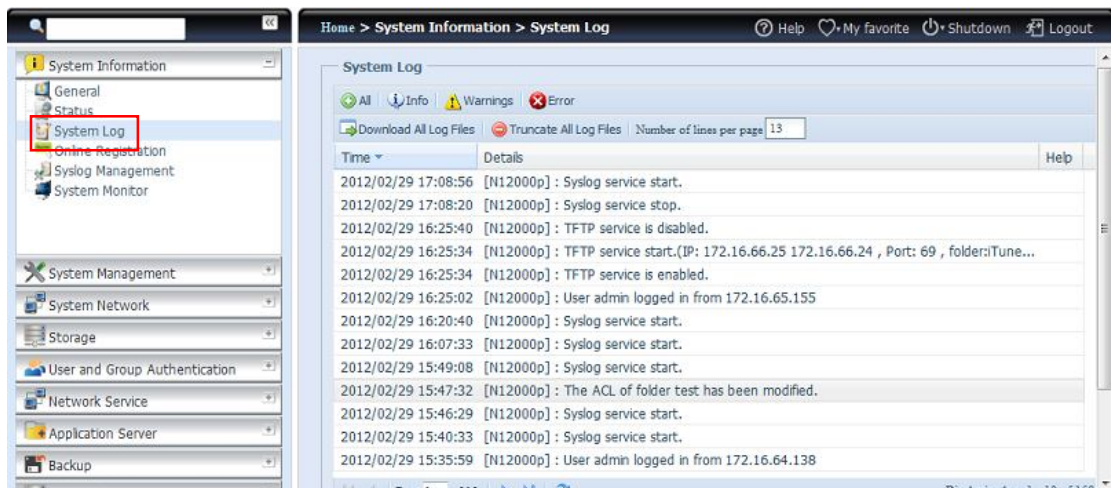 Home > System Information > System Log
Help My favorite Shutdown Logout
System Information
General
Status
System Log
Online Registration
Syslog Management
System Monitor
System Management
System Network
Storage
User and Group Authentication
Network Service
Application Server
Backup
System Log
All Info Warnings Error
Download All Log Files Truncate All Log Files Number of lines per page 13
Time Details Help
2012/02/29 17:08:56 [N12000p] : Syslog service start.
2012/02/29 17:08:20 [N12000p] : Syslog service stop.
2012/02/29 16:25:40 [N12000p] : TFTP service is disabled.
2012/02/29 16:25:34 [N12000p] : TFTP service start.(IP: 172.16.66.25 172.16.66.24 , Port: 69 , folder:iTune...
2012/02/29 16:25:34 [N12000p] : TFTP service is enabled.
2012/02/29 16:25:02 [N12000p] : User admin logged in from 172.16.65.155
2012/02/29 16:20:40 [N12000p] : Syslog service start.
2012/02/29 16:07:33 [N12000p] : Syslog service start.
2012/02/29 15:49:08 [N12000p] : Syslog service start.
2012/02/29 15:47:32 [N12000p] : The ACL of folder test has been modified.
2012/02/29 15:46:29 [N12000p] : Syslog service start.
2012/02/29 15:40:33 [N12000p] : Syslog service start.
2012/02/29 15:35:59 [N12000p] : User admin logged in from 172.16.64.138